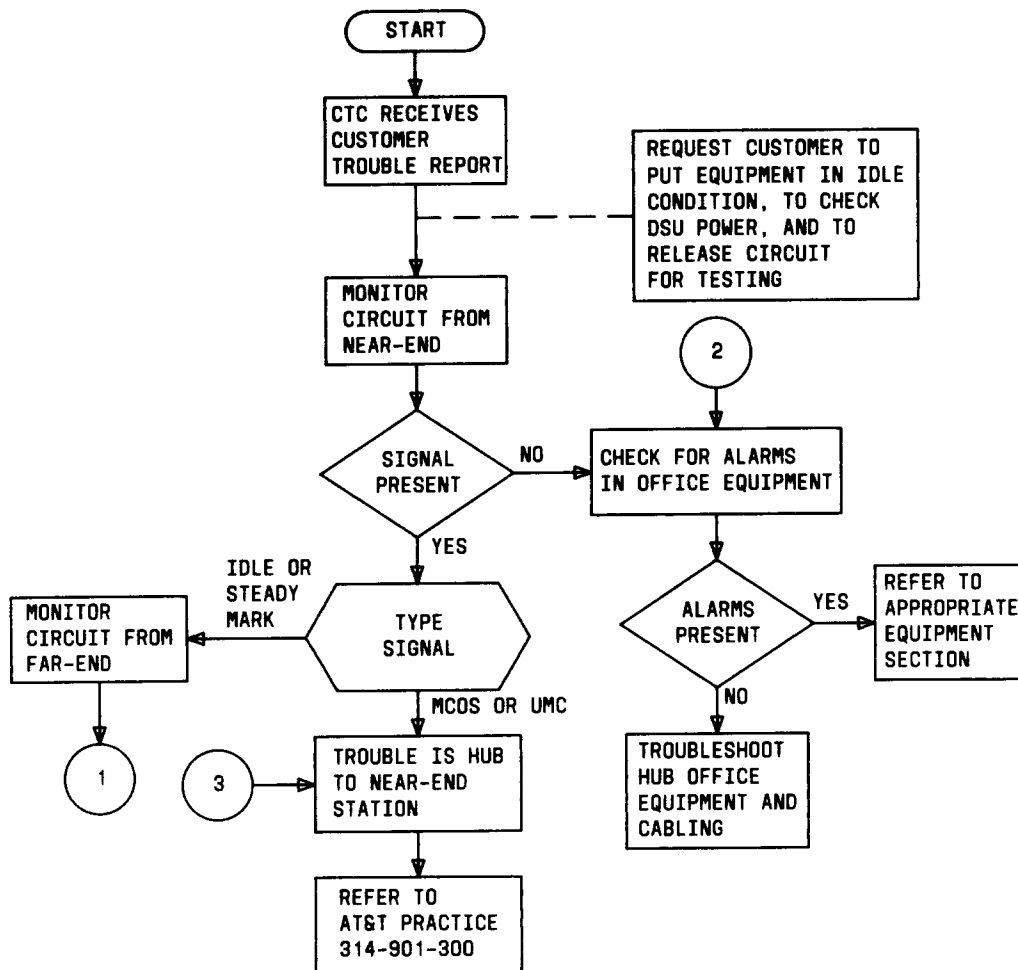 START
CTC RECEIVES
CUSTOMER
TROUBLE REPORT
REQUEST CUSTOMER TO
PUT EQUIPMENT IN IDLE
CONDITION, TO CHECK
DSU POWER, AND TO
RELEASE CIRCUIT
FOR TESTING
MONITOR
CIRCUIT FROM
NEAR-END
2
SIGNAL
PRESENT
NO
CHECK FOR ALARMS
IN OFFICE EQUIPMENT
YES
IDLE OR
STEADY
MARK
MONITOR
CIRCUIT FROM
FAR-END
TYPE
SIGNAL
ALARMS
PRESENT
YES
REFER TO
APPROPRIATE
EQUIPMENT
SECTION
MCOS OR UMC
NO
1
3
TROUBLE IS HUB
TO NEAR-END
STATION
TROUBLESHOOT
HUB OFFICE
EQUIPMENT AND
CABLING
REFER TO
AT&T PRACTICE
314-901-300